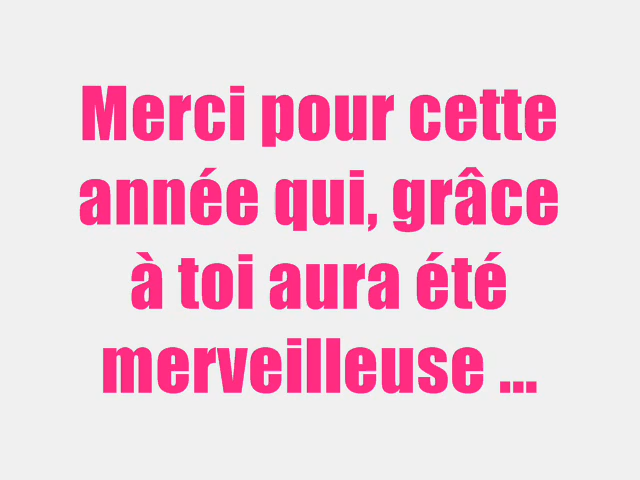 Merci pour cette
année qui, grâce
à toi aura été
merveilleuse ...